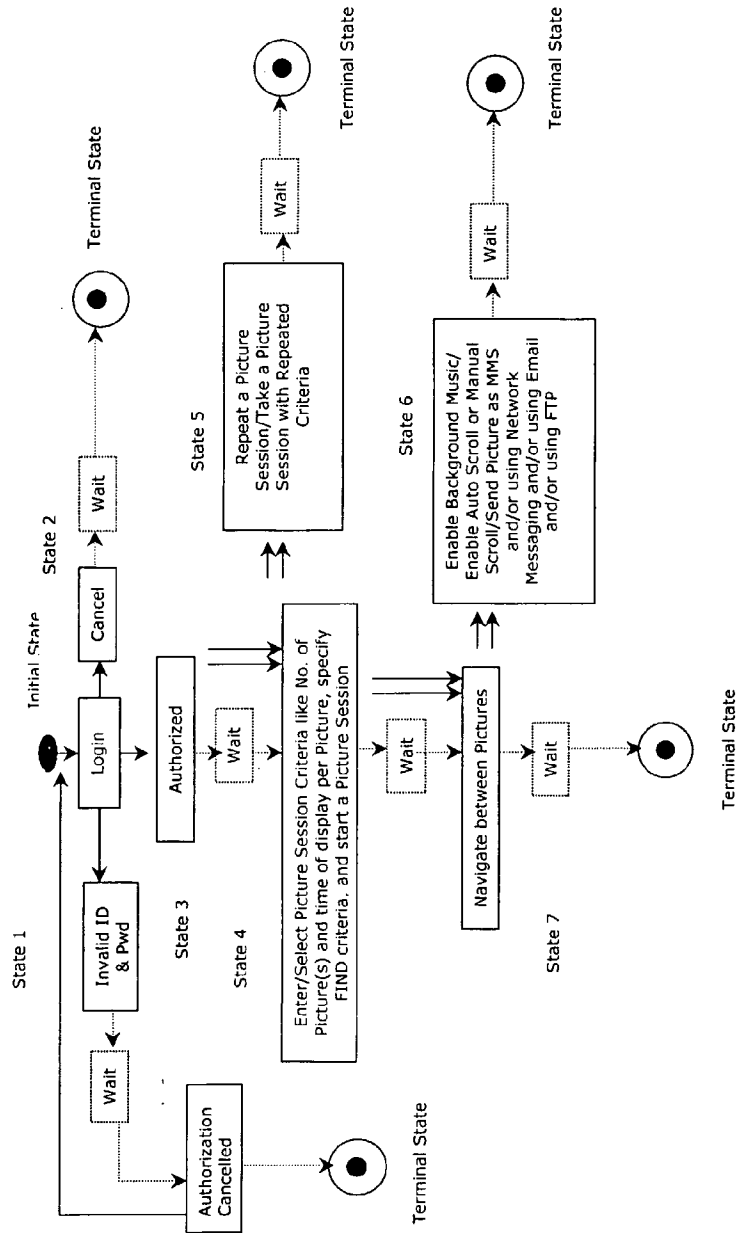 State 1
Initial State
State 2
Terminal State
Invalid ID
& Pwd
Login
Cancel
Wait
Wait
State 3
Authorized
Authorization
Cancelled
Terminal State
State 4
Wait
Enter/Select Picture Session Criteria like No. of
Picture(s) and time of display per Picture, specify
FIND criteria, and start a Picture Session
State 5
Repeat a Picture
Session/Take a Picture
Session with Repeated
Criteria
Wait
Terminal State
Wait
Navigate between Pictures
State 6
Enable Background Music/
Enable Auto Scroll or Manual
Scroll/Send Picture as MMS
and/or using Network
Messaging and/or using Email
and/or using FTP
Wait
Terminal State
State 7
Wait
Terminal State